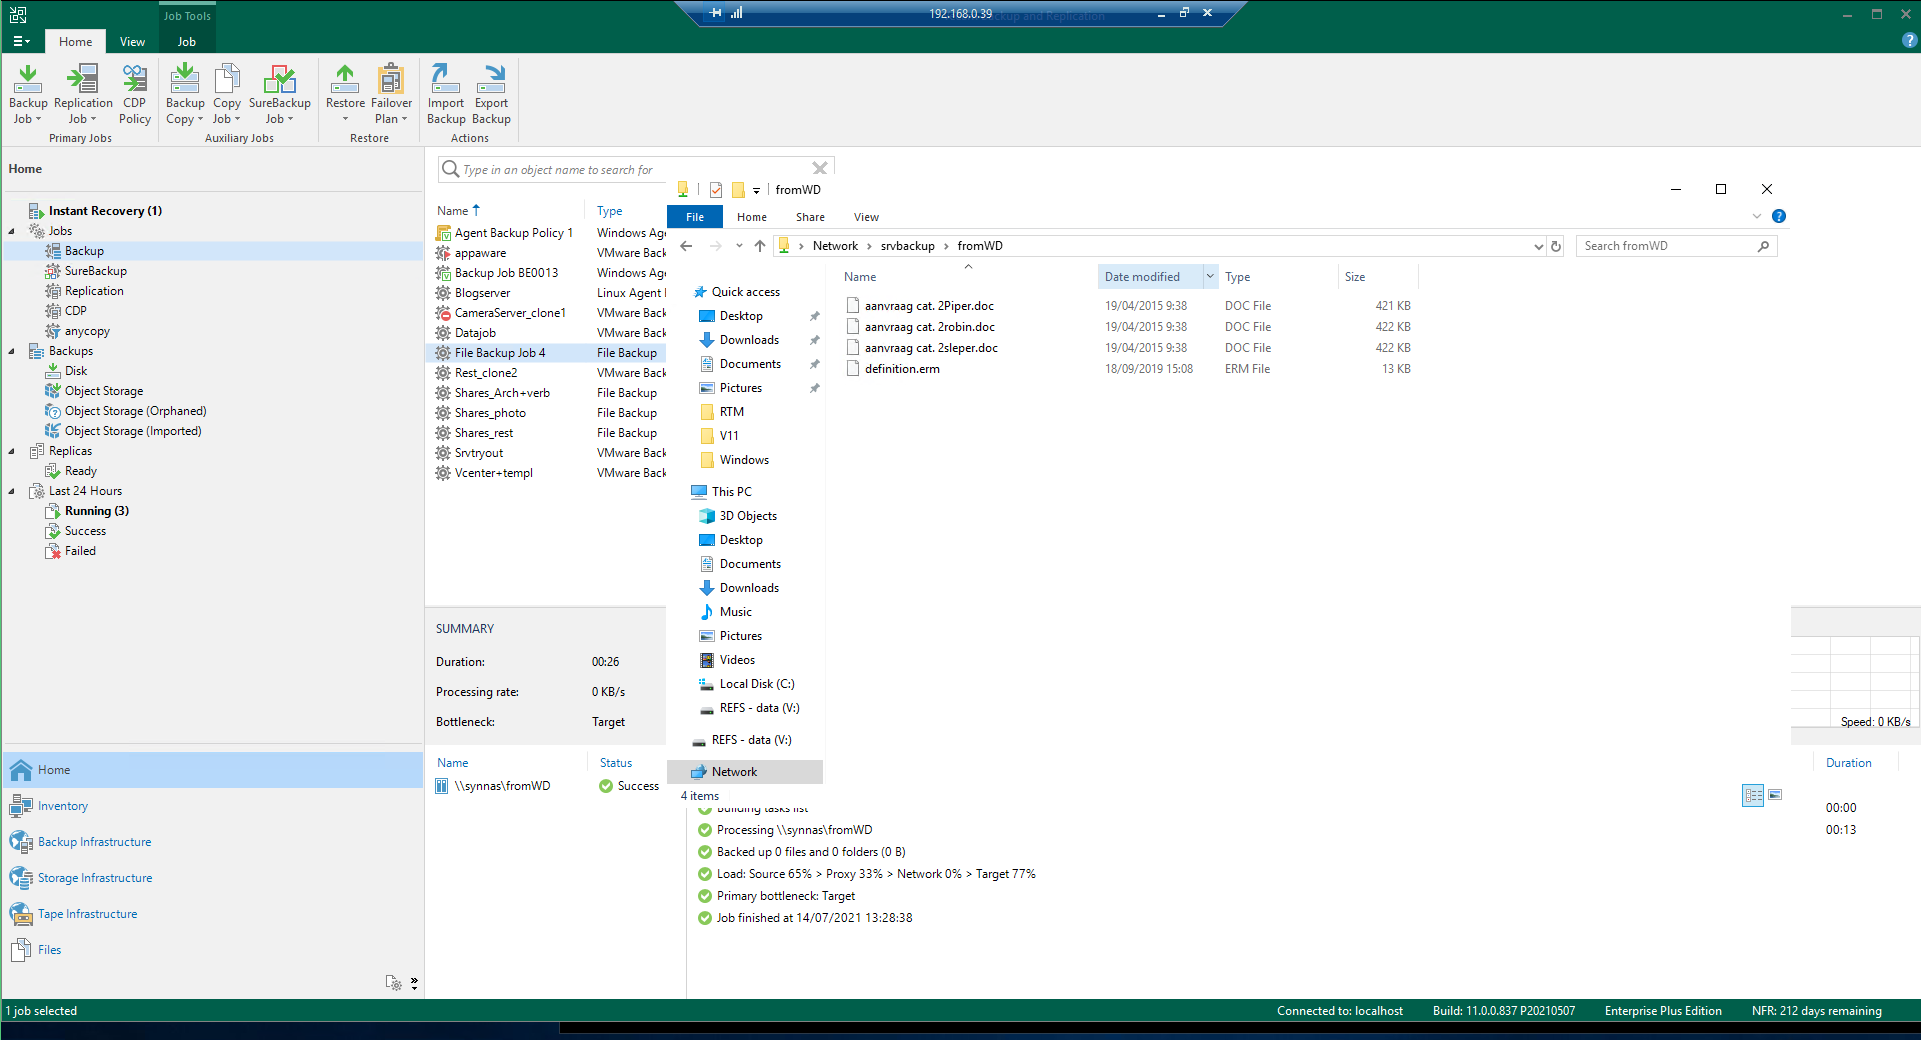 Job Tools
192.168.0.39
ckup and Replication
Home
View
Job
Backup Job
Replication Job
CDP Policy
Primary Jobs
Backup Copy
Copy Job
SureBackup Job
Auxiliary Jobs
Restore
Failover Plan
Restore
Import Backup
Export Backup
Actions
Home
Instant Recovery (1)
Jobs
Backup
SureBackup
Replication
CDP
anycopy
Backups
Disk
Object Storage
Object Storage (Orphaned)
Object Storage (Imported)
Replicas
Ready
Last 24 Hours
Running (3)
Success
Failed
Home
Inventory
Backup Infrastructure
Storage Infrastructure
Tape Infrastructure
Files
Type in an object name to search for
Name Type
Agent Backup Policy 1 Windows Age
appaware VMware Back
Backup Job BE0013 Windows Age
Blogserver Linux Agent
CameraServer_clone1 VMware Back
Datajob VMware Back
File Backup Job 4 File Backup
Rest_clone2 VMware Back
Shares_Arch+verb File Backup
Shares_photo File Backup
Shares_rest File Backup
Srvtryout VMware Back
Vcenter+templ VMware Back
SUMMARY
Duration: 00:26
Processing rate: 0 KB/s
Bottleneck: Target
Name Status
\\synnas\fromWD Success
fromWD
File Home Share View
Network srvbackup fromWD
Search fromWD
Quick access
Desktop
Downloads
Documents
Pictures
RTM
V11
Windows
This PC
3D Objects
Desktop
Documents
Downloads
Music
Pictures
Videos
Local Disk (C:)
REFS - data (V:)
REFS - data (V:)
Network
4 items
Name Date modified Type Size
aanvraag cat. 2Piper.doc 19/04/2015 9:38 DOC File 421 KB
aanvraag cat. 2robin.doc 19/04/2015 9:38 DOC File 422 KB
aanvraag cat. 2sleper.doc 19/04/2015 9:38 DOC File 422 KB
definition.erm 18/09/2019 15:08 ERM File 13 KB
Speed: 0 KB/s
Duration
Building tasks list 00:00
Processing \\synnas\fromWD 00:13
Backed up 0 files and 0 folders (0 B)
Load: Source 65% > Proxy 33% > Network 0% > Target 77%
Primary bottleneck: Target
Job finished at 14/07/2021 13:28:38
1 job selected
Connected to: localhost
Build: 11.0.0.837 P20210507
Enterprise Plus Edition
NFR: 212 days remaining